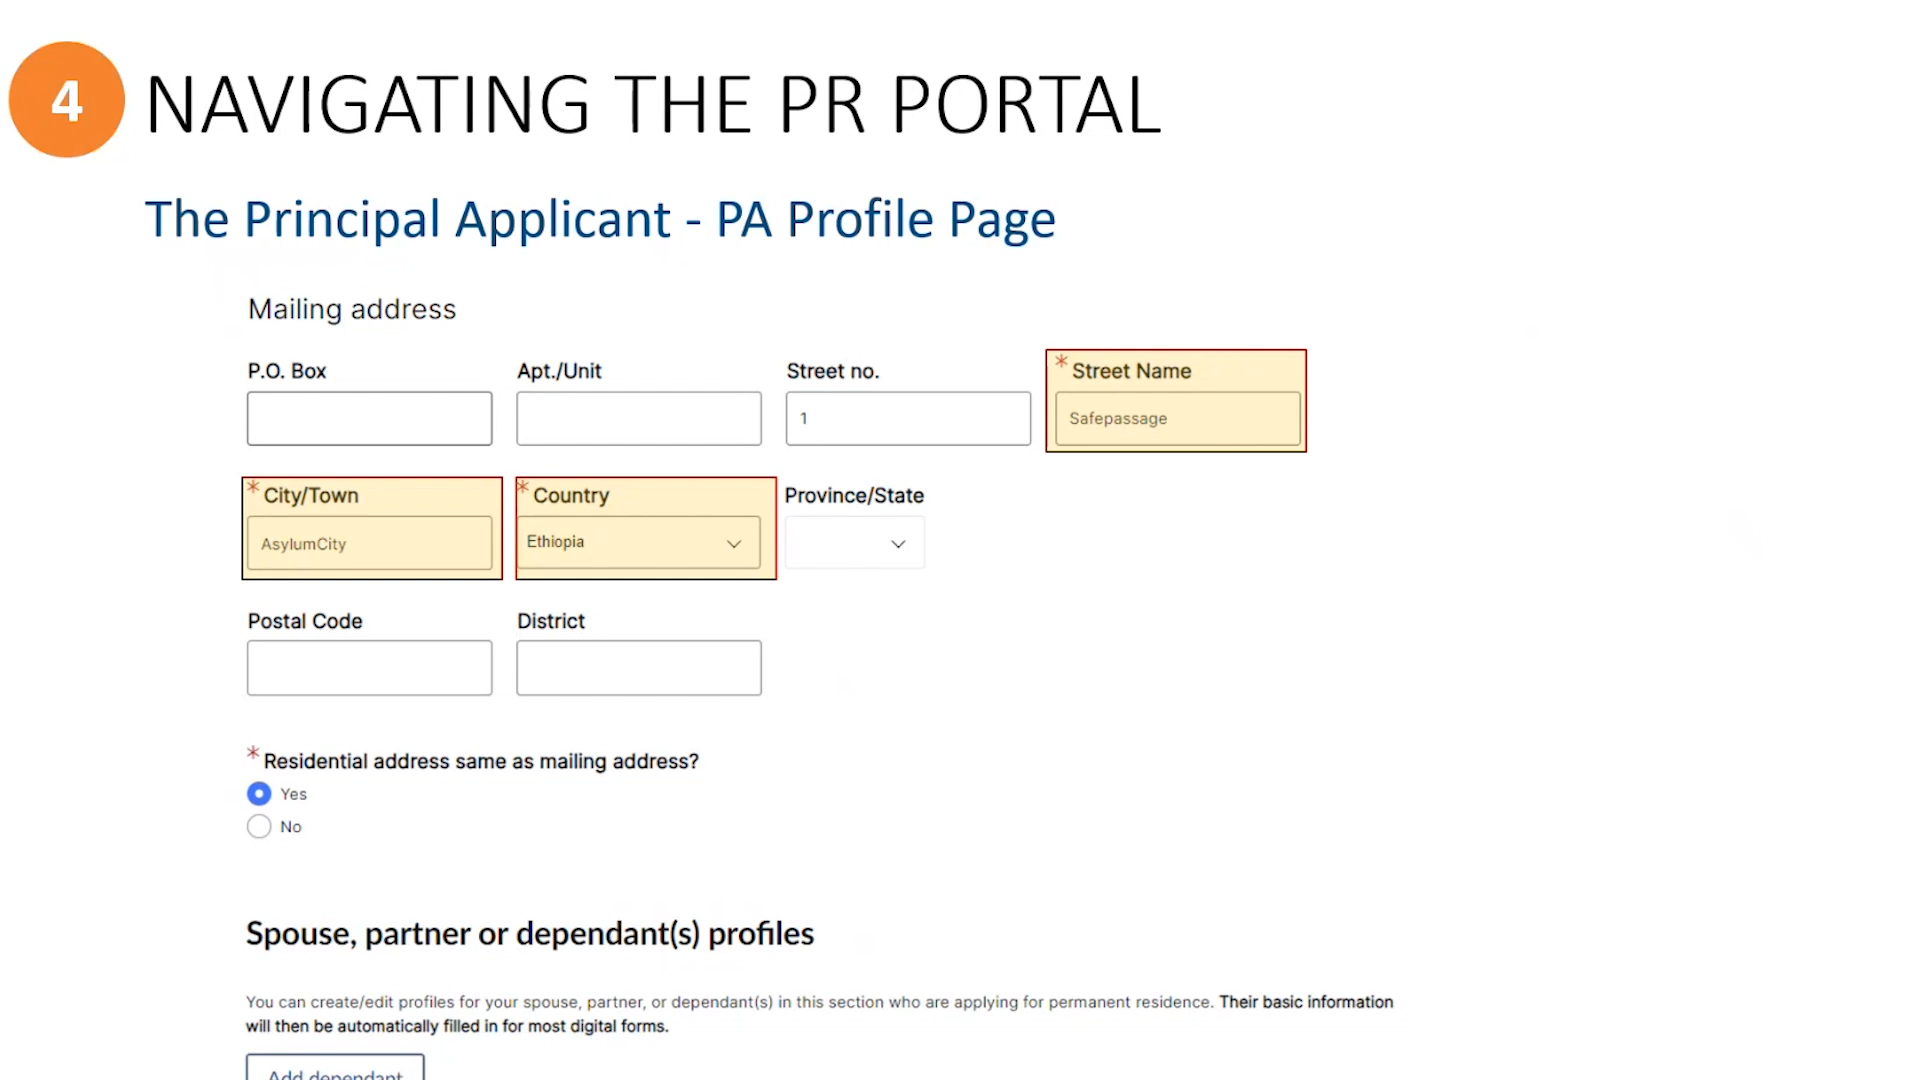 4 NAVIGATING THE PR PORTAL
The Principal Applicant - PA Profile Page
Mailing address
P.O. Box Apt./Unit Street no. * Street Name
1 Safepassage
* City/Town * Country Province/State
AsylumCity Ethiopia
Postal Code District
* Residential address same as mailing address?
Yes
No
Spouse, partner or dependant(s) profiles
You can create/edit profiles for your spouse, partner, or dependant(s) in this section who are applying for permanent residence. Their basic information
will then be automatically filled in for most digital forms.
Add dependant